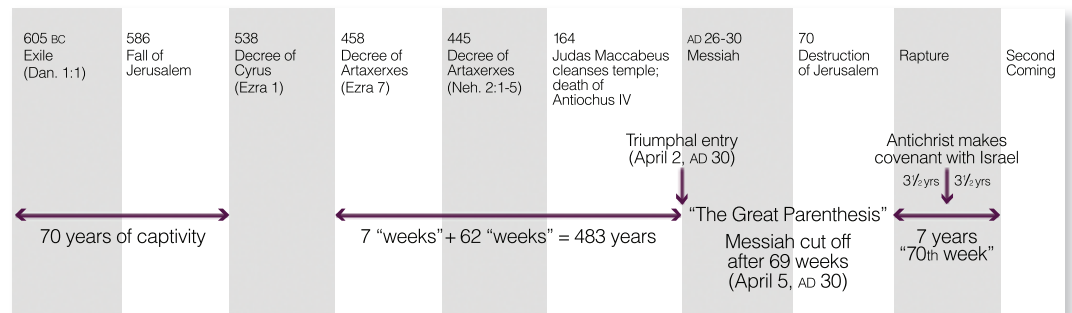 605 BC
Exile
(Dan. 1:1)
586
Fall of
Jerusalem
538
Decree of
Cyrus
(Ezra 1)
458
Decree of
Artaxerxes
(Ezra 7)
445
Decree of
Artaxerxes
(Neh. 2:1-5)
164
Judas Maccabeus
cleanses temple;
death of
Antiochus IV
AD 26-30
Messiah
70
Destruction
of Jerusalem
Rapture
Second
Coming
Triumphal entry
(April 2, AD 30)
Antichrist makes
covenant with Israel
3½ yrs 3½ yrs
70 years of captivity
7 “weeks”+ 62 “weeks” = 483 years
“The Great Parenthesis”
Messiah cut off
after 69 weeks
(April 5, AD 30)
7 years
“70th week”